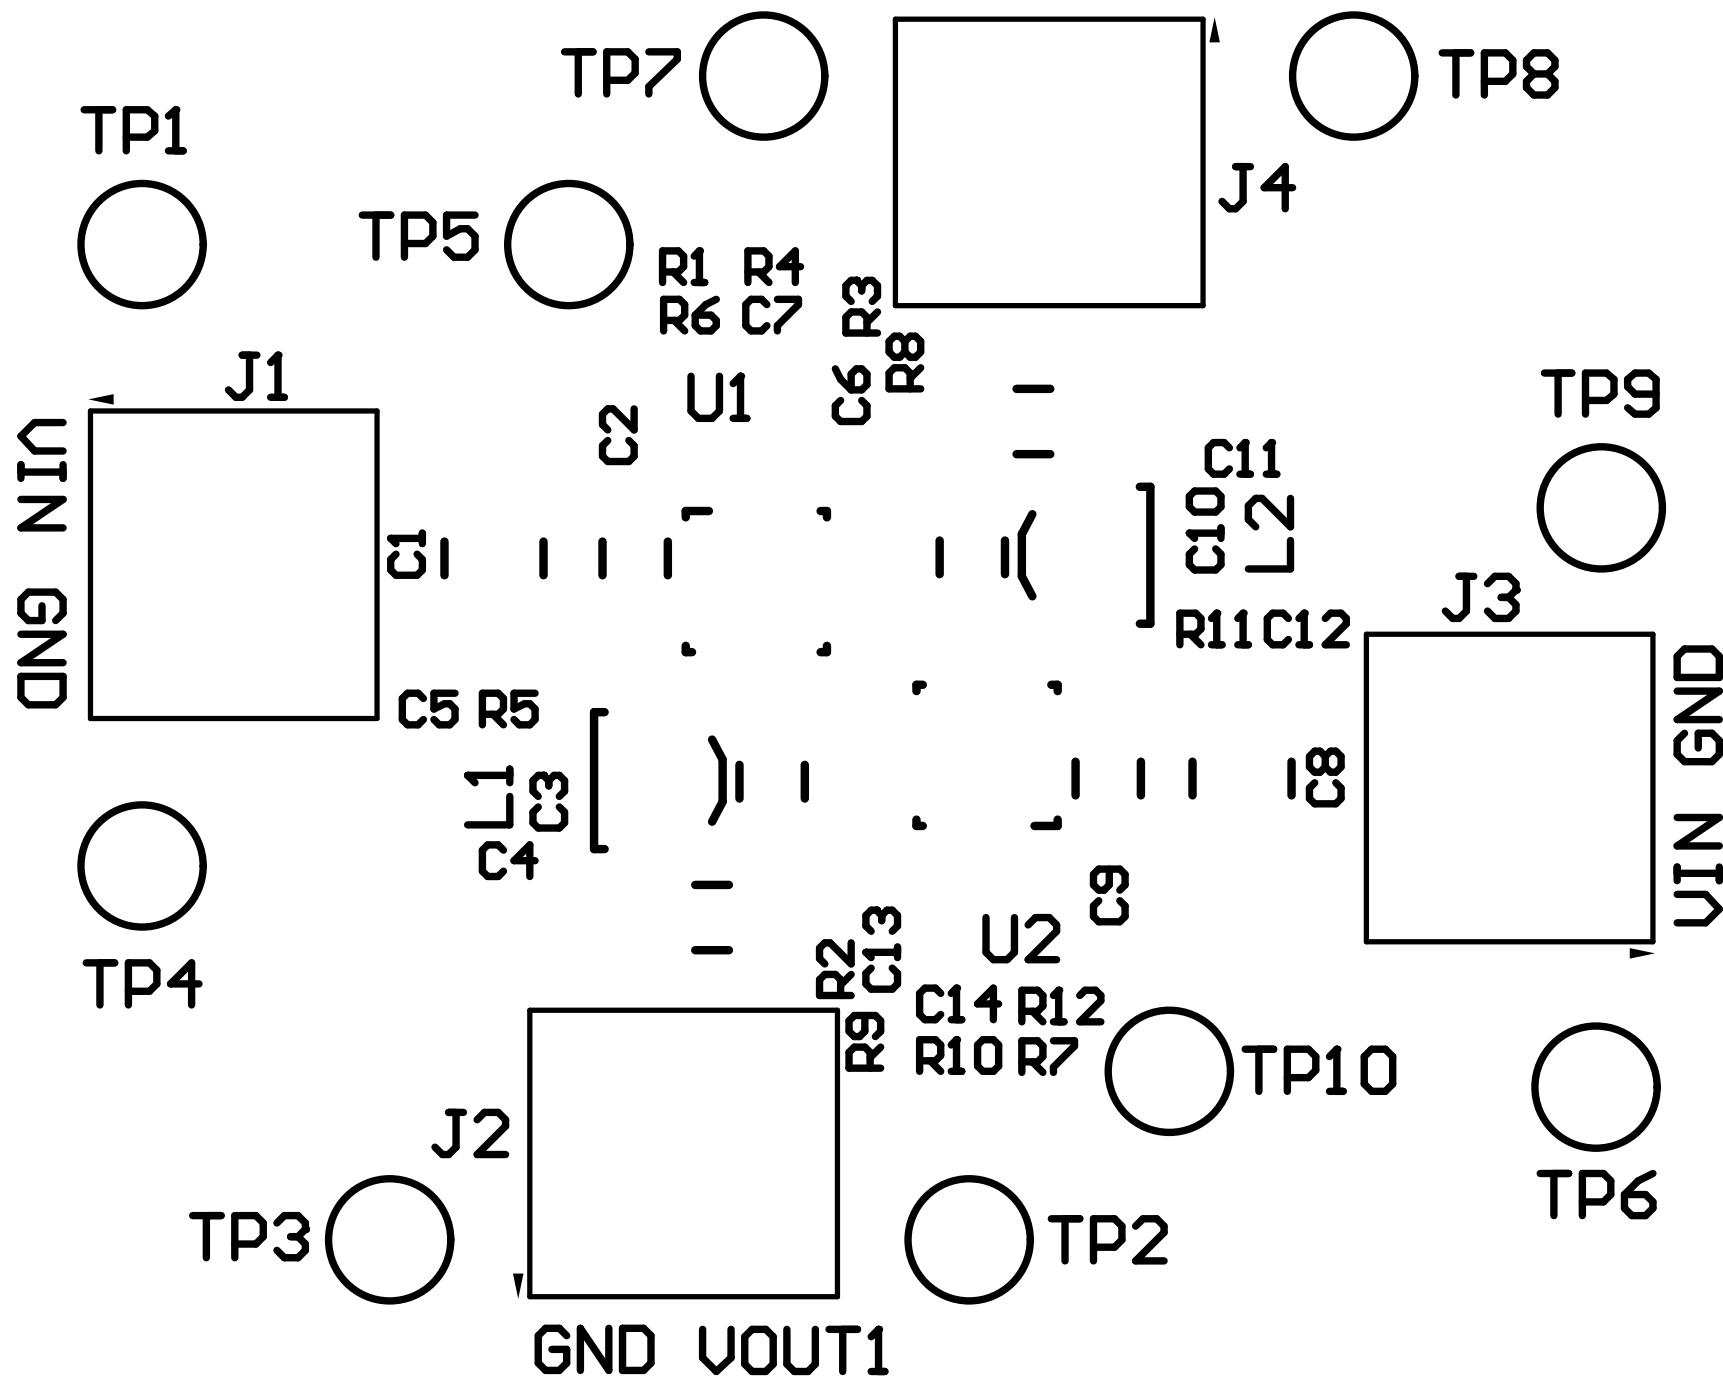 TP7
TP8
TP1
J4
TP5
R1 R4
R6 C7
R3
R8
J1
U1
C6
TP9
C2
VIN GND
C11
C10
L2
C1
J3
R11 C12
C5 R5
GND VIN
L1
C3
C8
C4
C9
U2
C13
R2
TP4
C14 R12
R9
R10 R7
TP10
J2
TP6
TP3
TP2
GND VOUT1